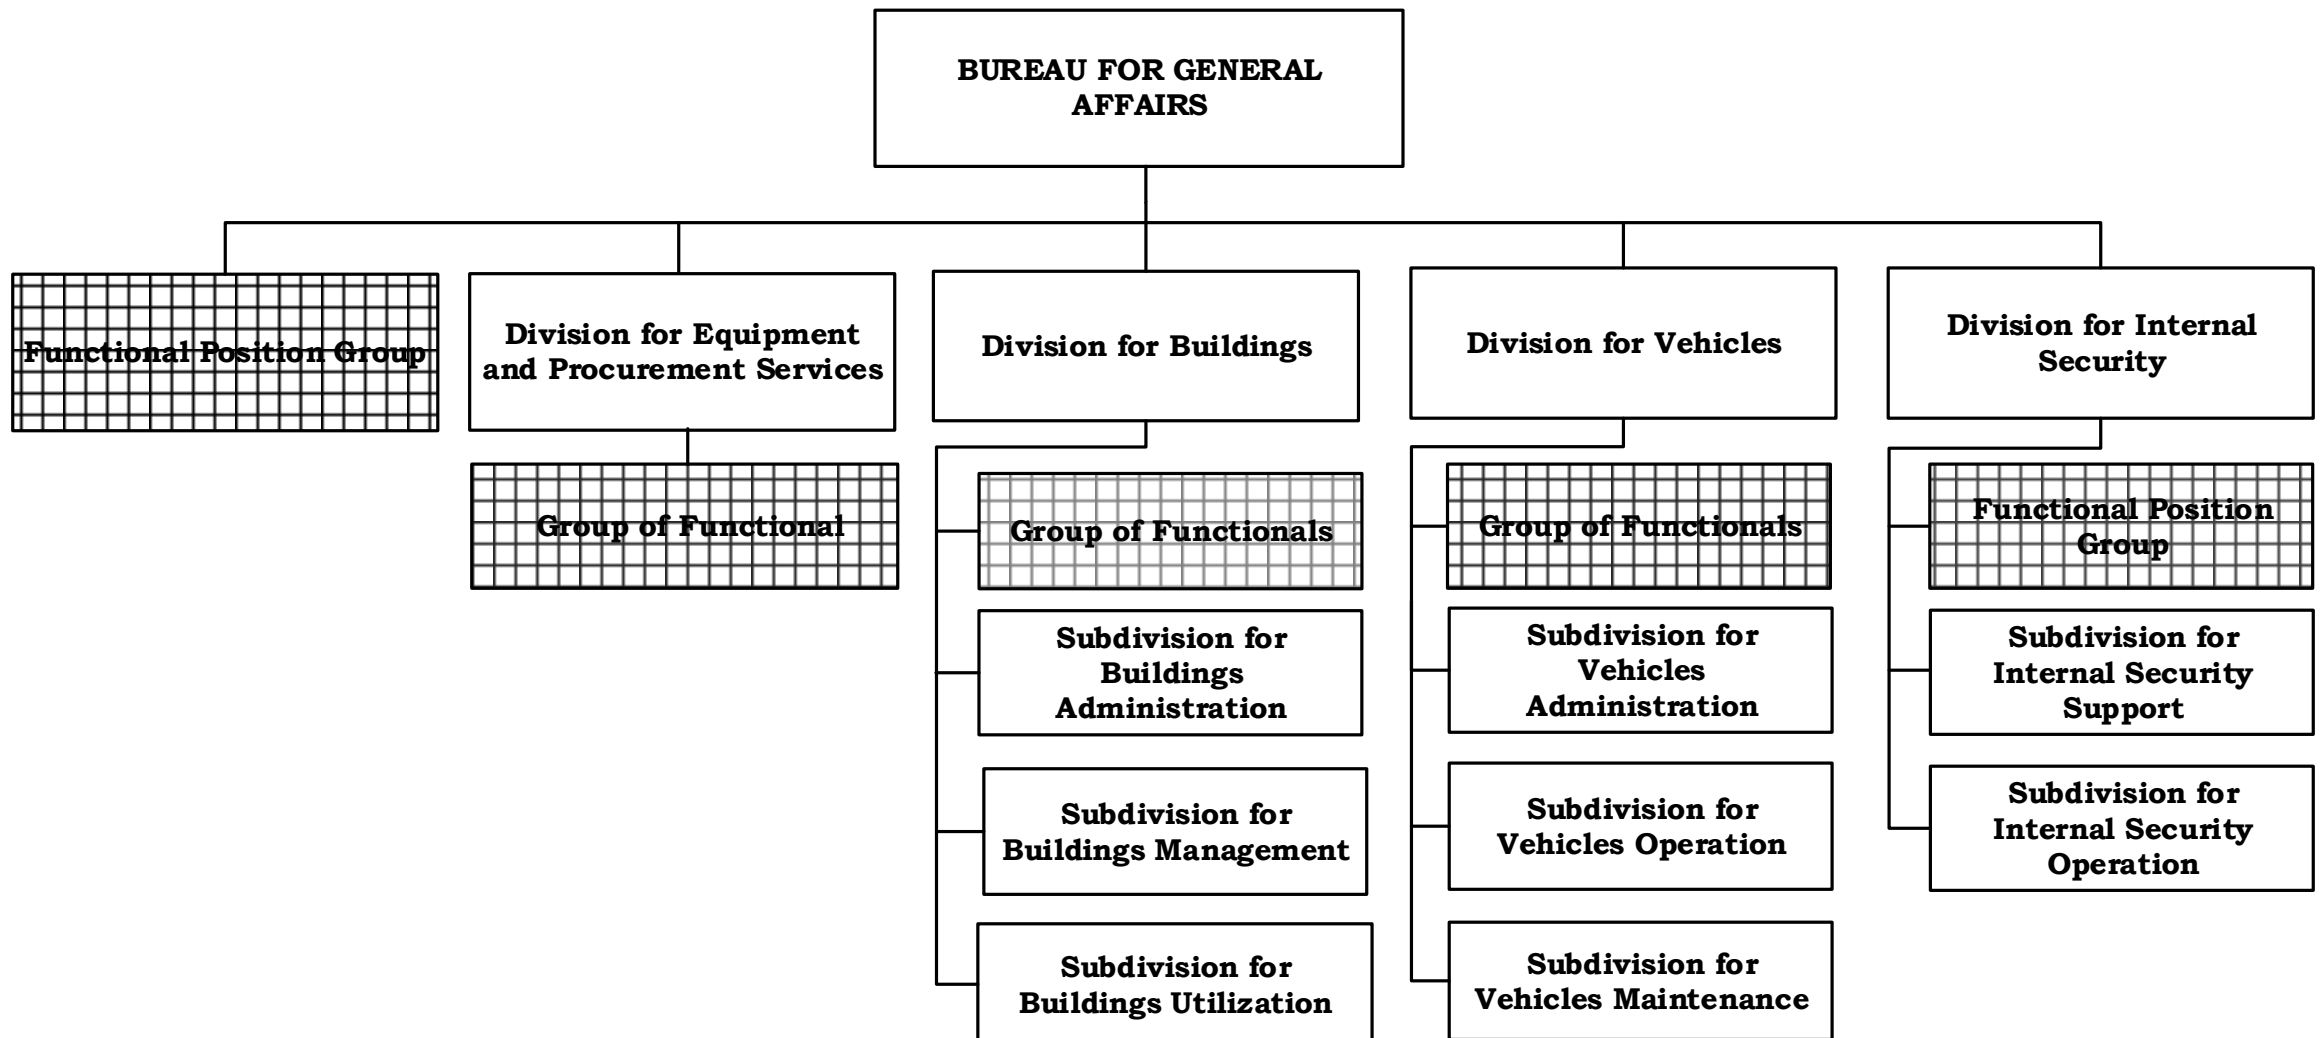 BUREAU FOR GENERAL
AFFAIRS
Functional Position Group
Division for Equipment
and Procurement Services
Division for Buildings
Division for Vehicles
Division for Internal
Security
Group of Functional
Group of Functionals
Group of Functionals
Functional Position
Group
Subdivision for
Buildings
Administration
Subdivision for
Vehicles
Administration
Subdivision for
Internal Security
Support
Subdivision for
Buildings Management
Subdivision for
Vehicles Operation
Subdivision for
Internal Security
Operation
Subdivision for
Buildings Utilization
Subdivision for
Vehicles Maintenance